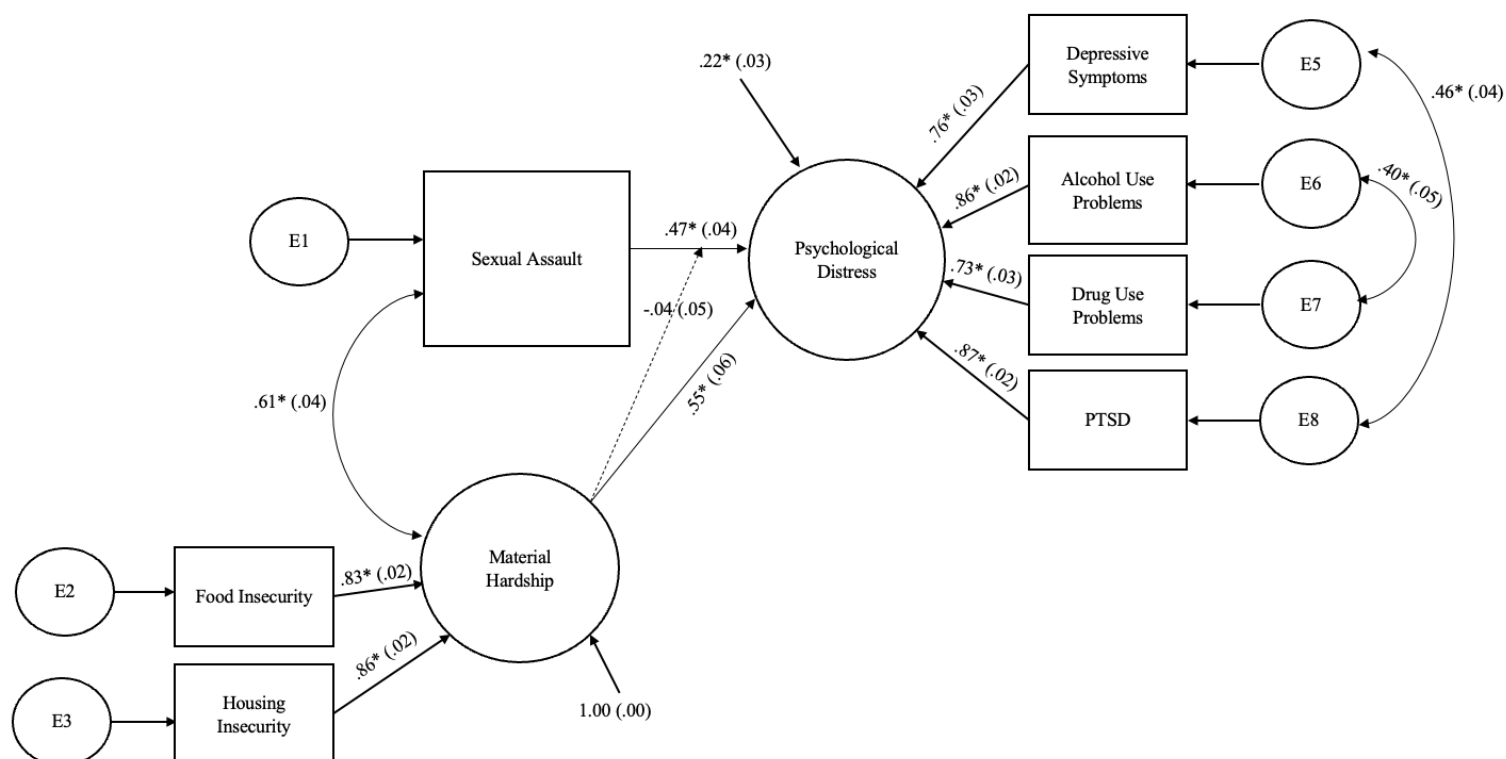 Depressive
Symptoms
E5
.22* (.03)
.46* (.04)
.76* (.03)
Alcohol Use
Problems
E6
.40* (.05)
.86* (.02)
E1
Sexual Assault
.47* (.04)
Psychological
Distress
.73* (.03)
Drug Use
Problems
E7
-.04 (.05)
.87* (.02)
.55* (.06)
.61* (.04)
PTSD
E8
Material
Hardship
E2
Food Insecurity
.83* (.02)
.86* (.02)
E3
Housing
Insecurity
1.00 (.00)